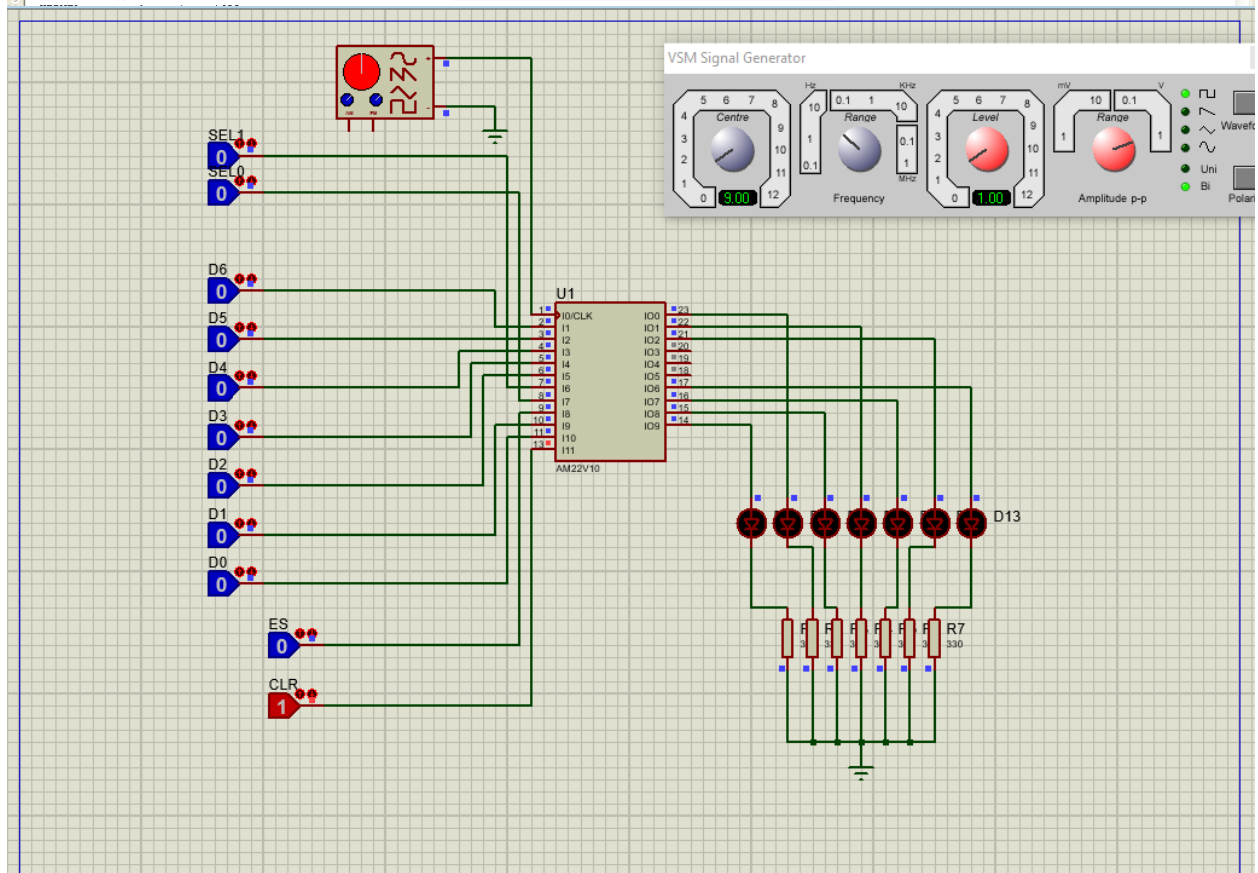 VSM Signal Generator
5 6 7 8
4 9
3 10
2 11
1 12
0
Centre
9.00
Hz KHz
10 0.1 1 10
1 0.1
0.1 1
MHz
Range
Frequency
5 6 7 8
4 9
3 10
2 11
1 12
0
Level
1.00
mV V
10 0.1
1 1
Range
Amplitude p-p
Uni
Bi
AM FM
+
-
SEL1
0
SEL0
0
D6
0
D5
0
D4
0
D3
0
D2
0
D1
0
D0
0
ES
0
CLR
1
U1
1 I0/CLK IO0 23
2 I1 IO1 22
3 I2 IO2 21
4 I3 IO3 20
5 I4 IO4 19
6 I5 IO5 18
7 I6 IO6 17
8 I7 IO7 16
9 I8 IO8 15
10 I9 IO9 14
11 I10
13 I11
AM22V10
D13
R7
330